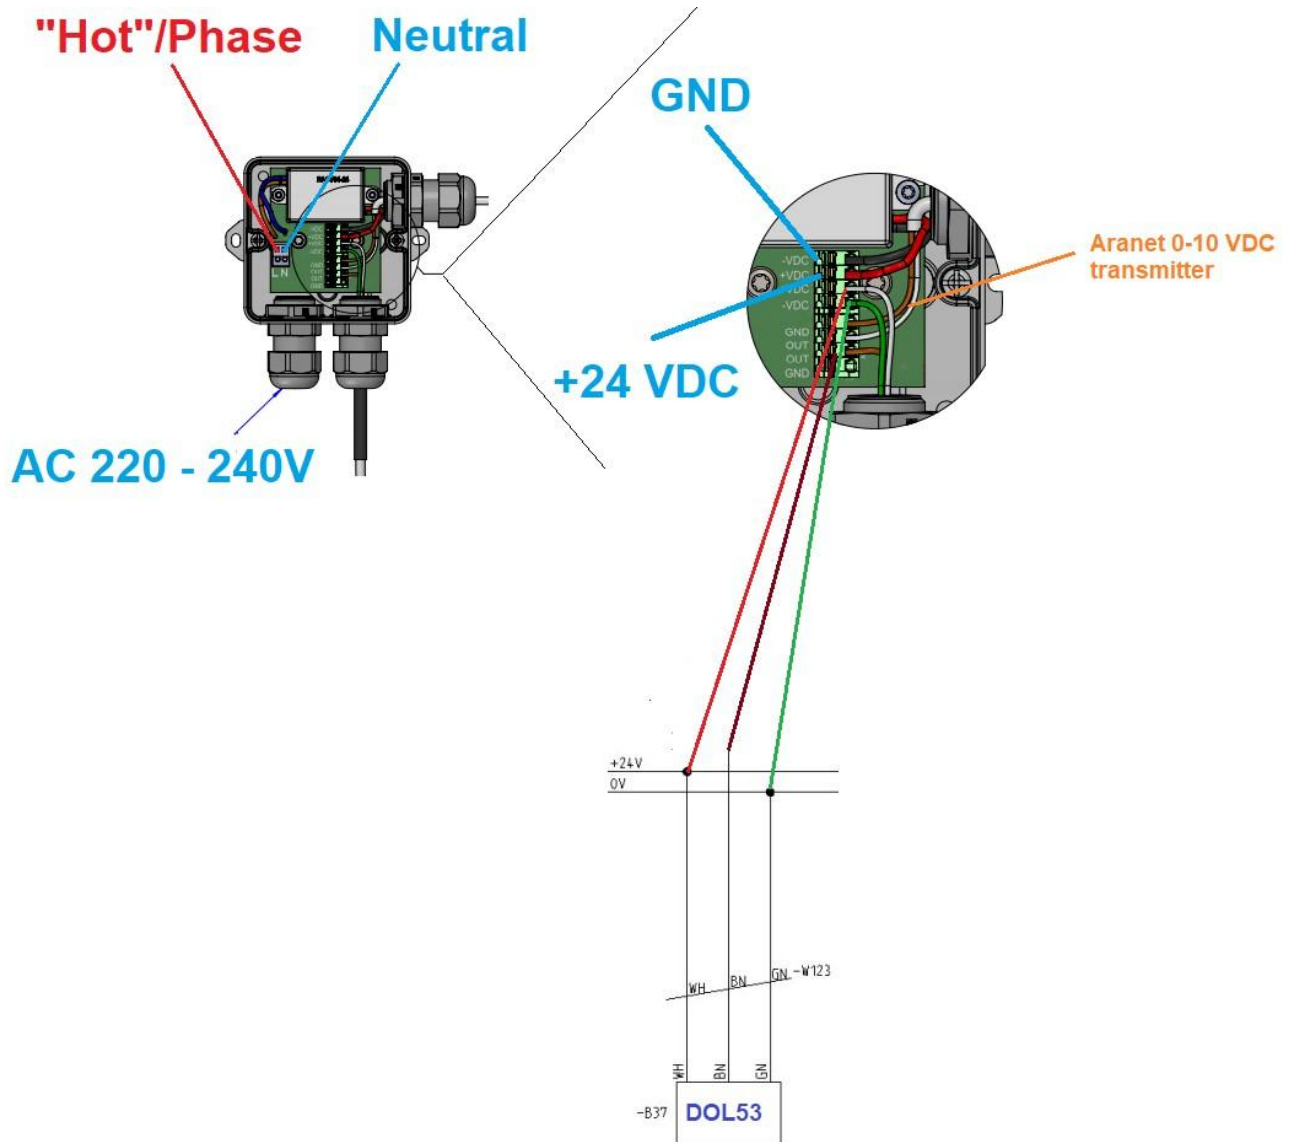 "Hot"/Phase
Neutral
GND
L N
AC 220 - 240V
-VDC
+VDC
+VDC
-VDC
GND
OUT
OUT
GND
+24 VDC
Aranet 0-10 VDC
transmitter
+24V
0V
WH
BN
GN
-W123
WH
BN
GN
-B37
DOL53